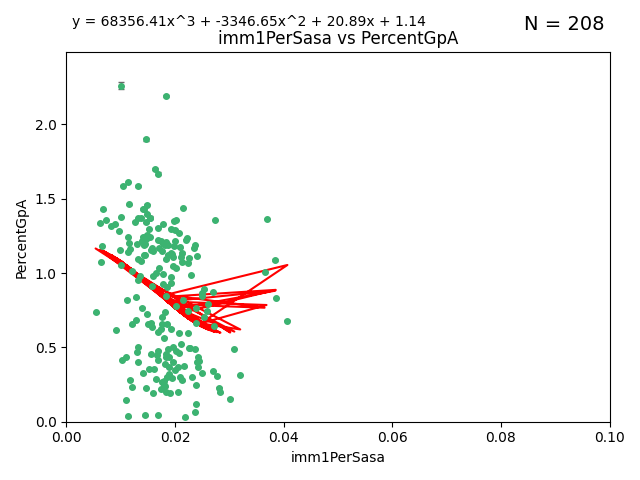 y = 68356.41x^3 + -3346.65x^2 + 20.89x + 1.14
N = 208
imm1PerSasa vs PercentGpA
PercentGpA
2.0
1.5
1.0
0.5
0.0
0.00 0.02 0.04 0.06 0.08 0.10
imm1PerSasa